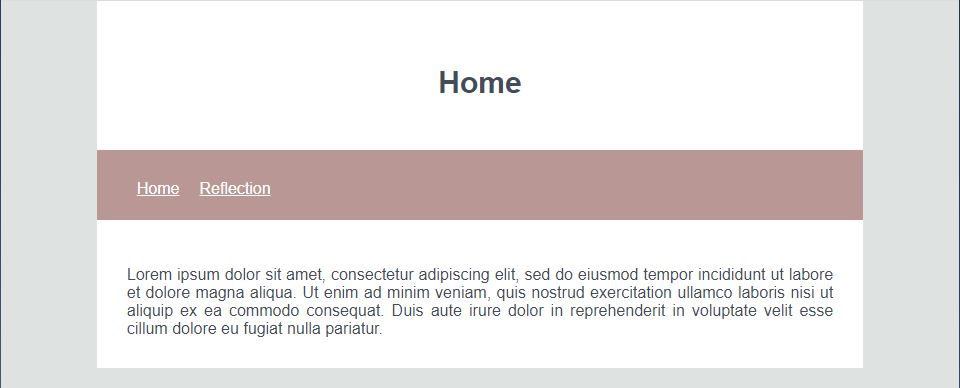 Home
Home Reflection
Lorem ipsum dolor sit amet, consectetur adipiscing elit, sed do eiusmod tempor incididunt ut labore
et dolore magna aliqua. Ut enim ad minim veniam, quis nostrud exercitation ullamco laboris nisi ut
aliquip ex ea commodo consequat. Duis aute irure dolor in reprehenderit in voluptate velit esse
cillum dolore eu fugiat nulla pariatur.